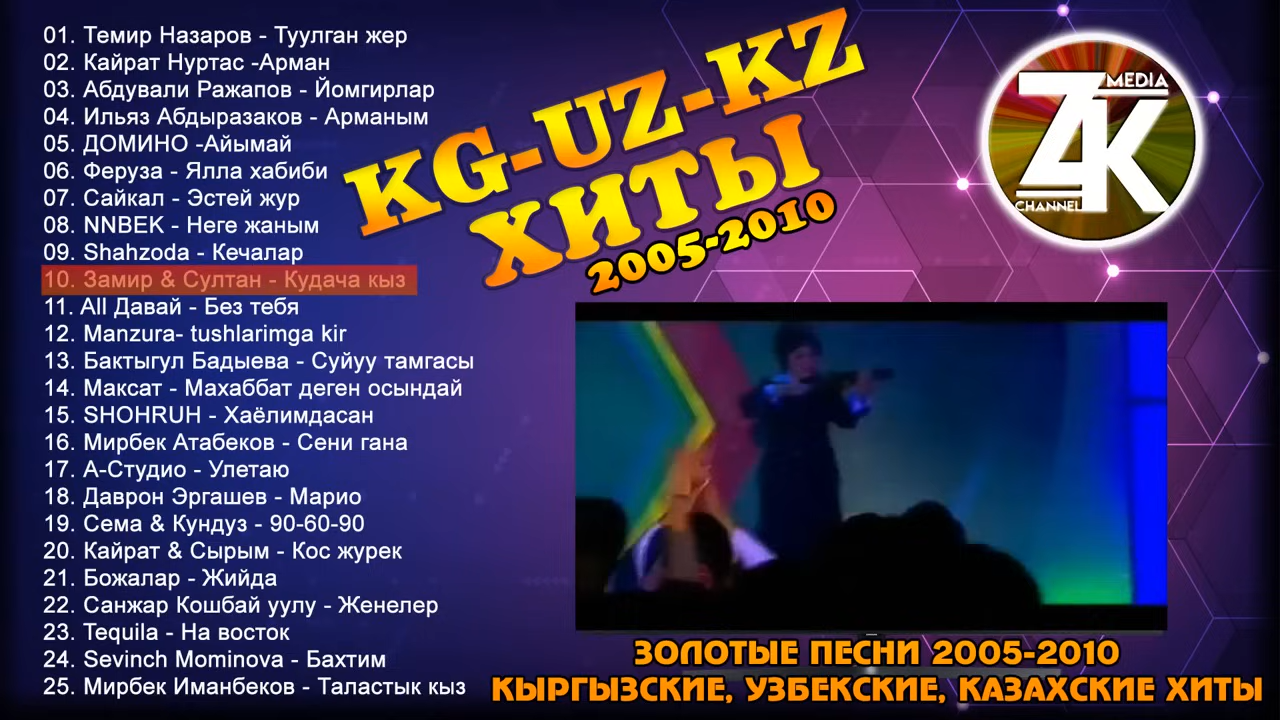 01. Темир Назаров - Туулган жер
02. Кайрат Нуртас -Арман
03. Абдували Ражапов - Йомгирлар
04. Ильяз Абдыразаков - Арманым
05. ДОМИНО -Айымай
06. Феруза - Ялла хабиби
07. Сайкал - Эстей жур
08. NNBEK - Неге жаным
09. Shahzoda - Кечалар
10. Замир & Султан - Кудача кыз
11. All Давай - Без тебя
12. Manzura- tushlarimga kir
13. Бактыгул Бадыева - Суйуу тамгасы
14. Максат - Махаббат деген осындай
15. SHOHRUH - Хаёлимдасан
16. Мирбек Атабеков - Сени гана
17. А-Студио - Улетаю
18. Даврон Эргашев - Марио
19. Сема & Кундуз - 90-60-90
20. Кайрат & Сырым - Кос журек
21. Божалар - Жийда
22. Санжар Кошбай уулу - Женелер
23. Tequila - На восток
24. Sevinch Mominova - Бахтим
25. Мирбек Иманбеков - Таластык кыз
KG-UZ-KZ
ХИТЫ
2005-2010
ZK
MEDIA
CHANNEL
ЗОЛОТЫЕ ПЕСНИ 2005-2010
КЫРГЫЗСКИЕ, УЗБЕКСКИЕ, КАЗАХСКИЕ ХИТЫ